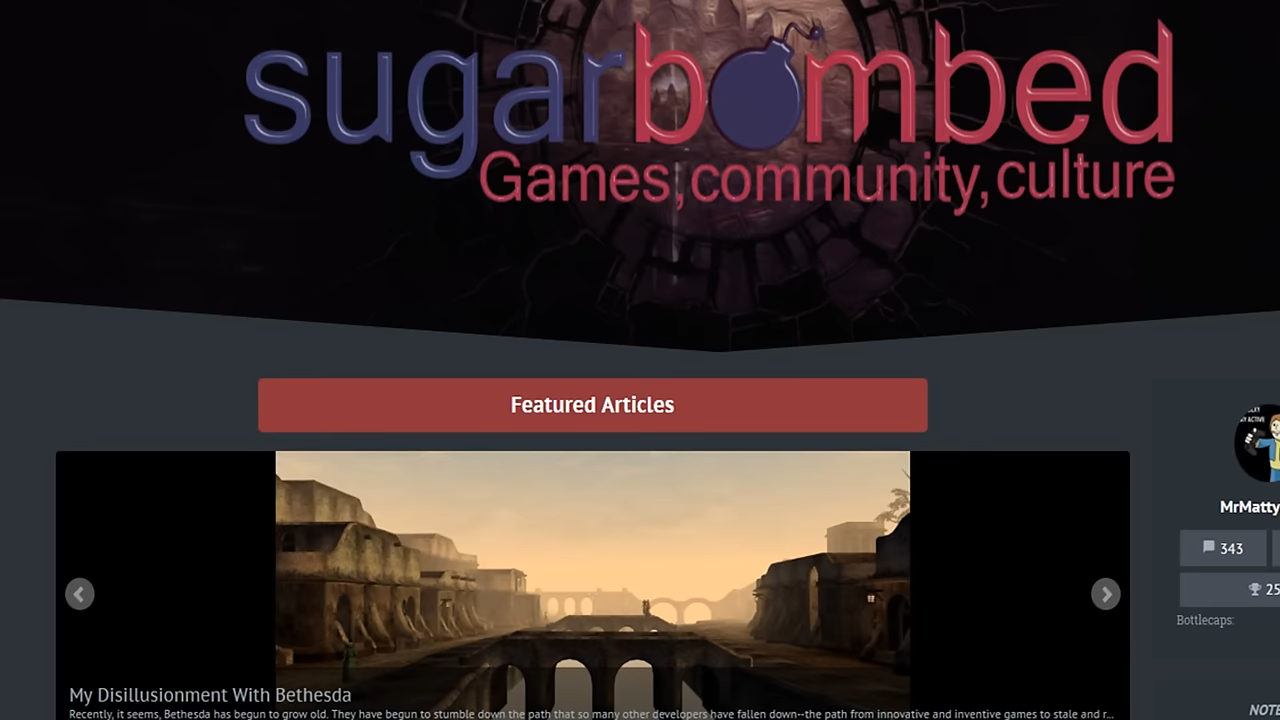 sugarbombed
Games,community,culture
Featured Articles
MrMatty
343
25
Bottlecaps:
My Disillusionment With Bethesda
Recently, it seems, Bethesda has begun to grow old. They have begun to stumble down the path that so many other developers have fallen down--the path from innovative and inventive games to stale and r...
NOTE